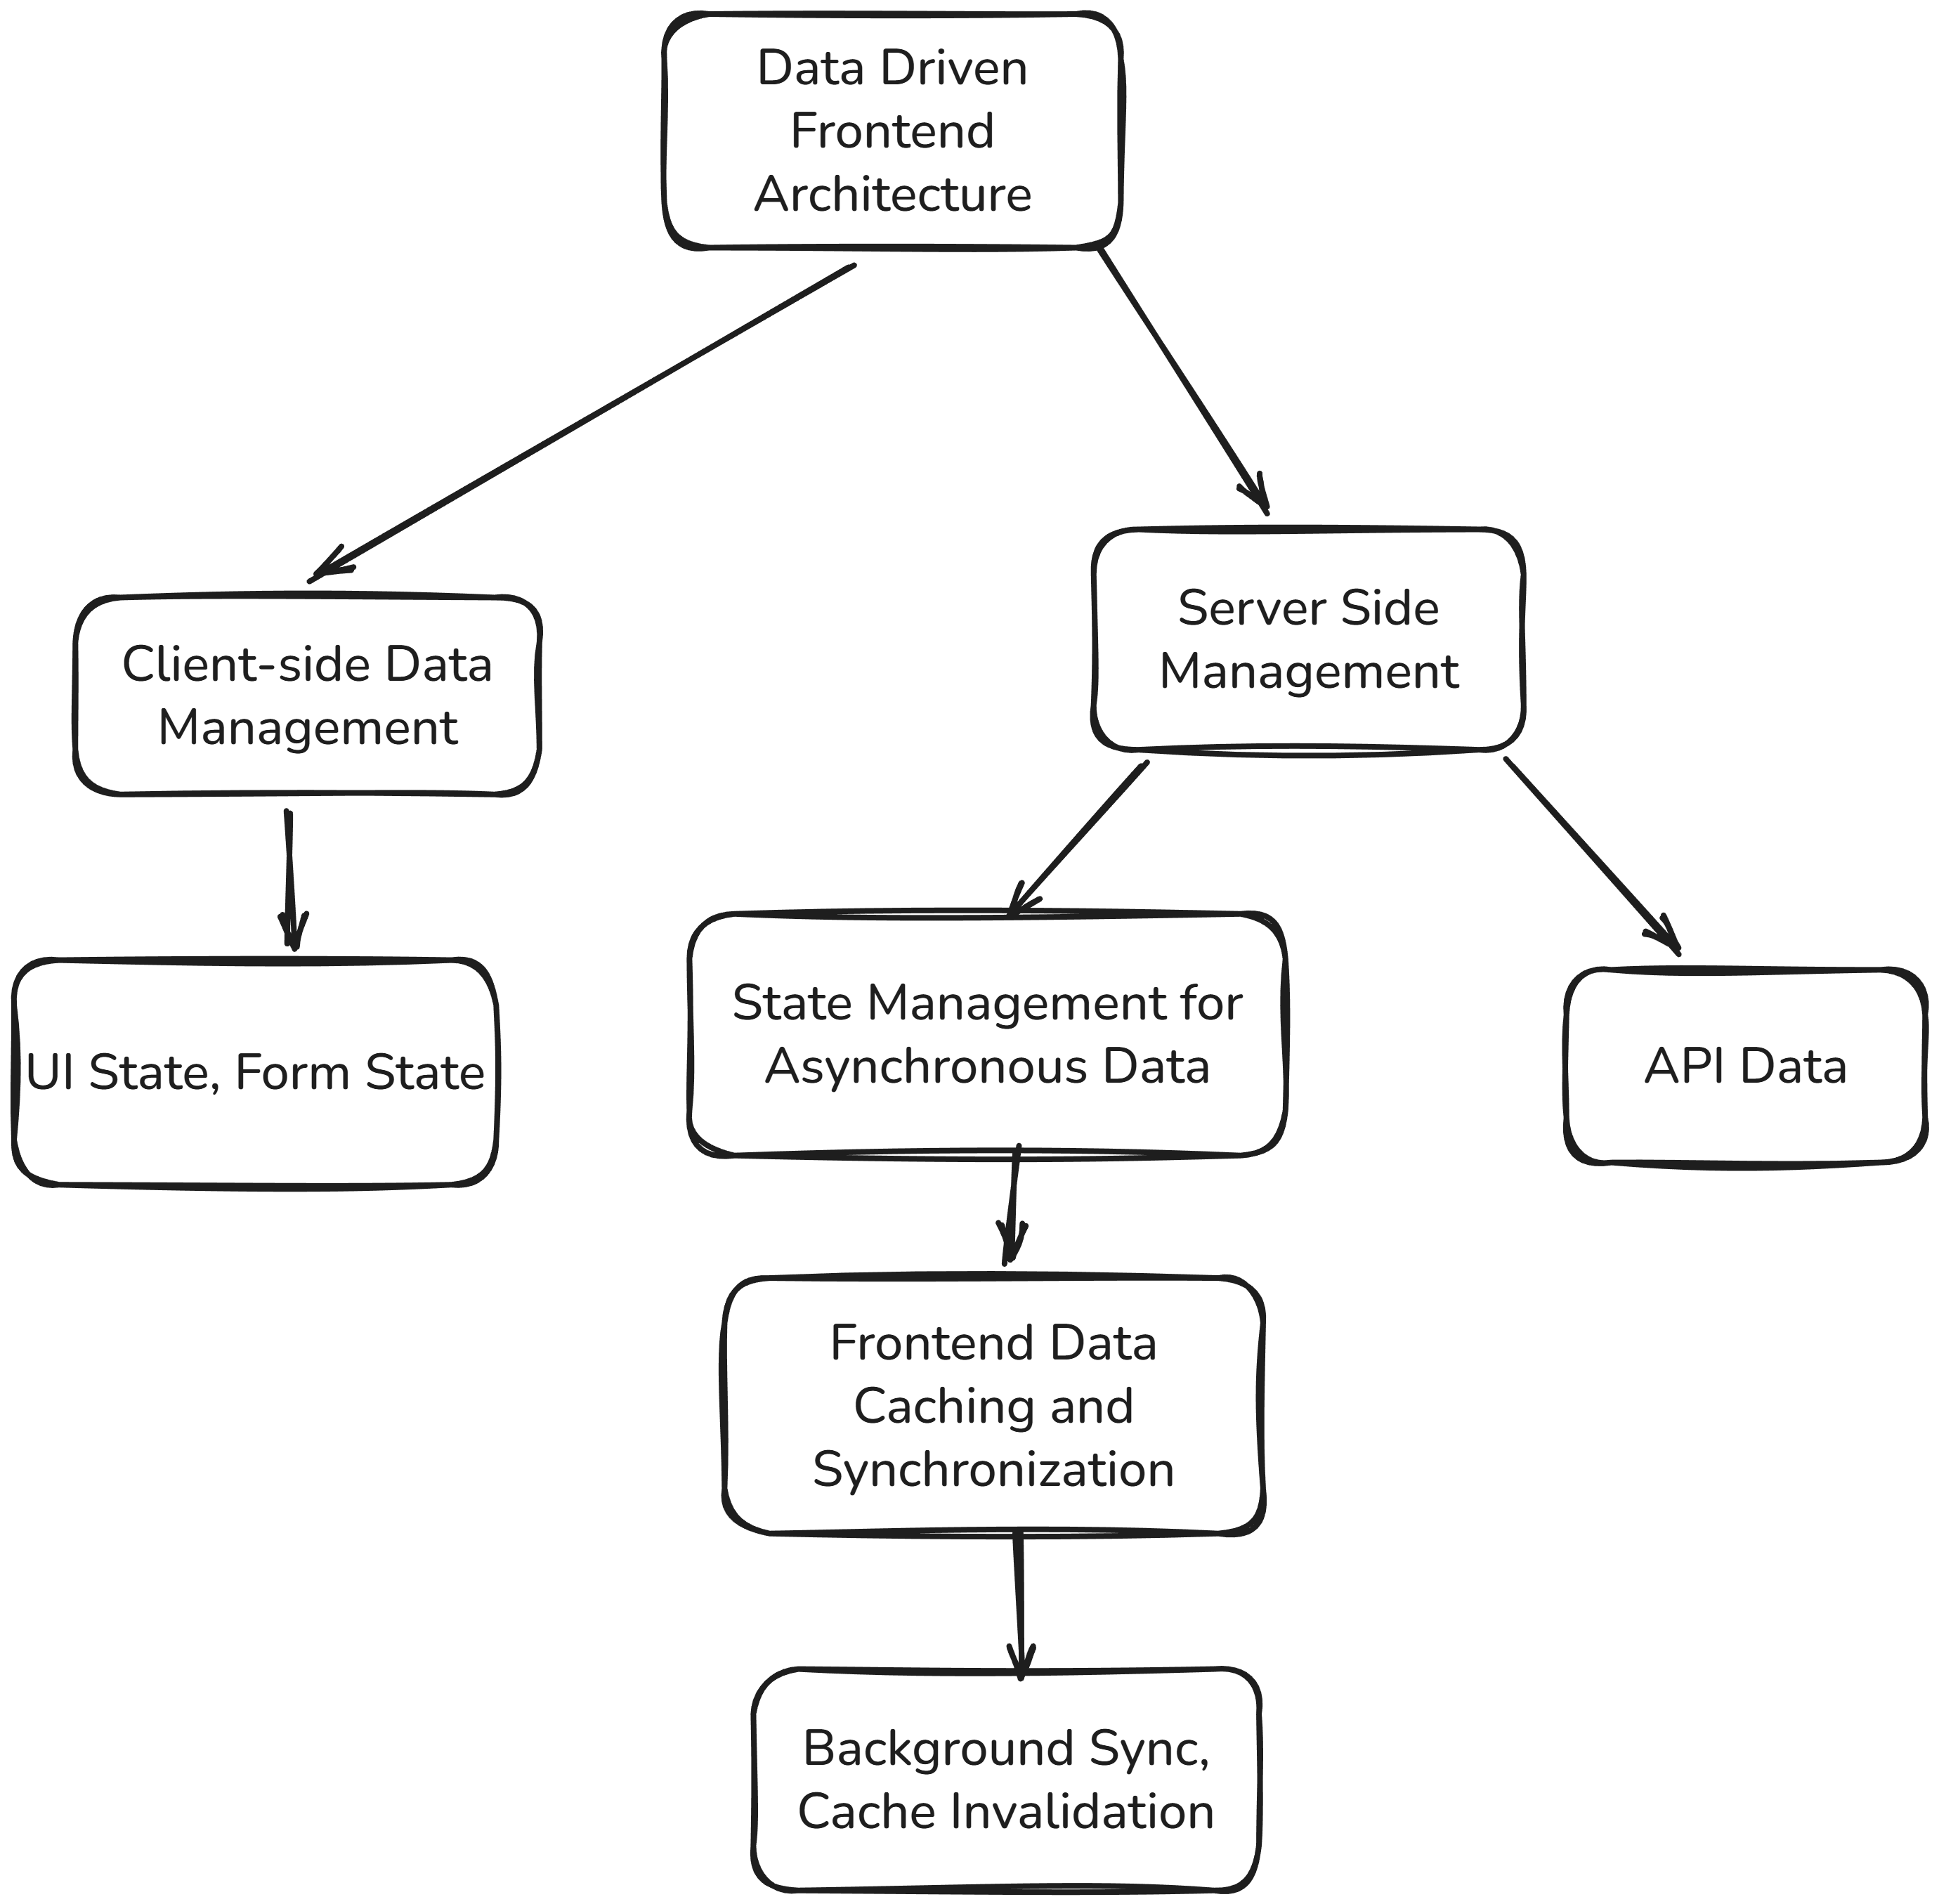 Data Driven
Frontend
Architecture
Server Side
Management
Client-side Data
Management
State Management for
Asynchronous Data
UI State, Form State
API Data
Frontend Data
Caching and
Synchronization
Background Sync,
Cache Invalidation